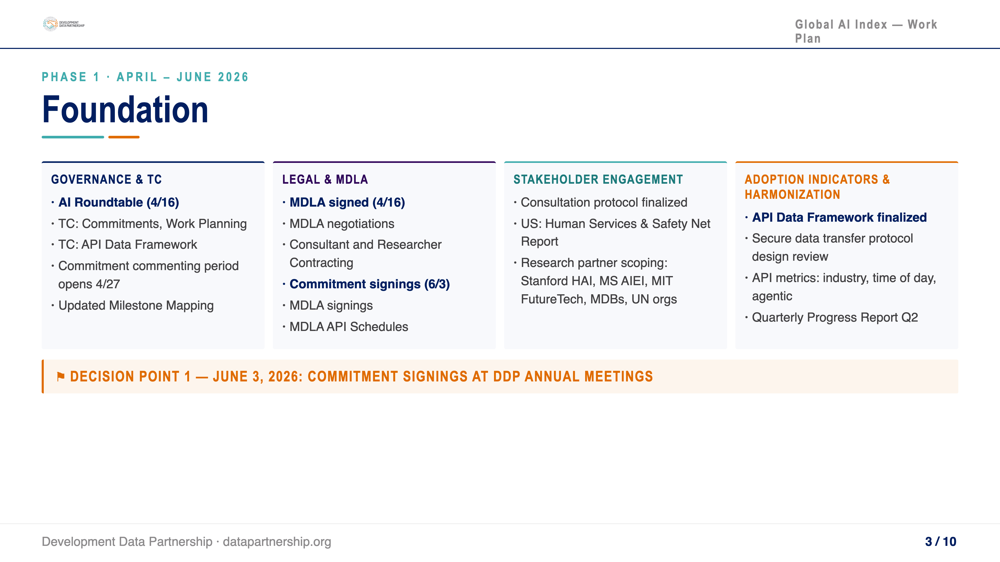 DEVELOPMENT
DATA PARTNERSHIP
Global AI Index — Work
Plan
PHASE 1 · APRIL – JUNE 2026
Foundation
GOVERNANCE & TC
· AI Roundtable (4/16)
· TC: Commitments, Work Planning
· TC: API Data Framework
· Commitment commenting period
opens 4/27
· Updated Milestone Mapping
LEGAL & MDLA
· MDLA signed (4/16)
· MDLA negotiations
· Consultant and Researcher
Contracting
· Commitment signings (6/3)
· MDLA signings
· MDLA API Schedules
STAKEHOLDER ENGAGEMENT
· Consultation protocol finalized
· US: Human Services & Safety Net
Report
· Research partner scoping:
Stanford HAI, MS AIEI, MIT
FutureTech, MDBs, UN orgs
ADOPTION INDICATORS &
HARMONIZATION
· API Data Framework finalized
· Secure data transfer protocol
design review
· API metrics: industry, time of day,
agentic
· Quarterly Progress Report Q2
⚑ DECISION POINT 1 — JUNE 3, 2026: COMMITMENT SIGNINGS AT DDP ANNUAL MEETINGS
Development Data Partnership · datapartnership.org
3 / 10